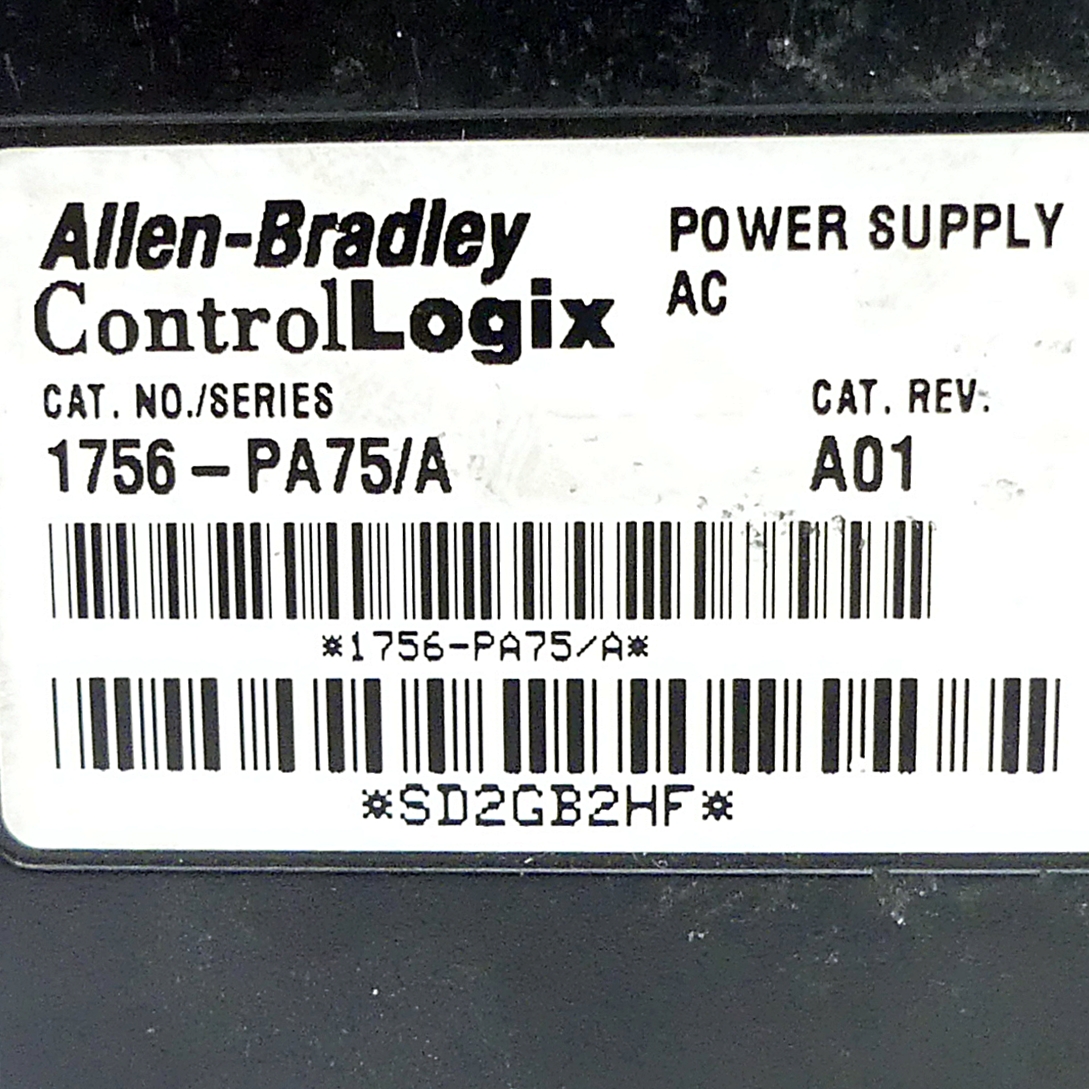 Allen-Bradley
ControlLogix
POWER SUPPLY
AC
CAT. NO./SERIES
1756-PA75/A
CAT. REV.
A01
*1756-PA75/A*
*SD2GB2HF*